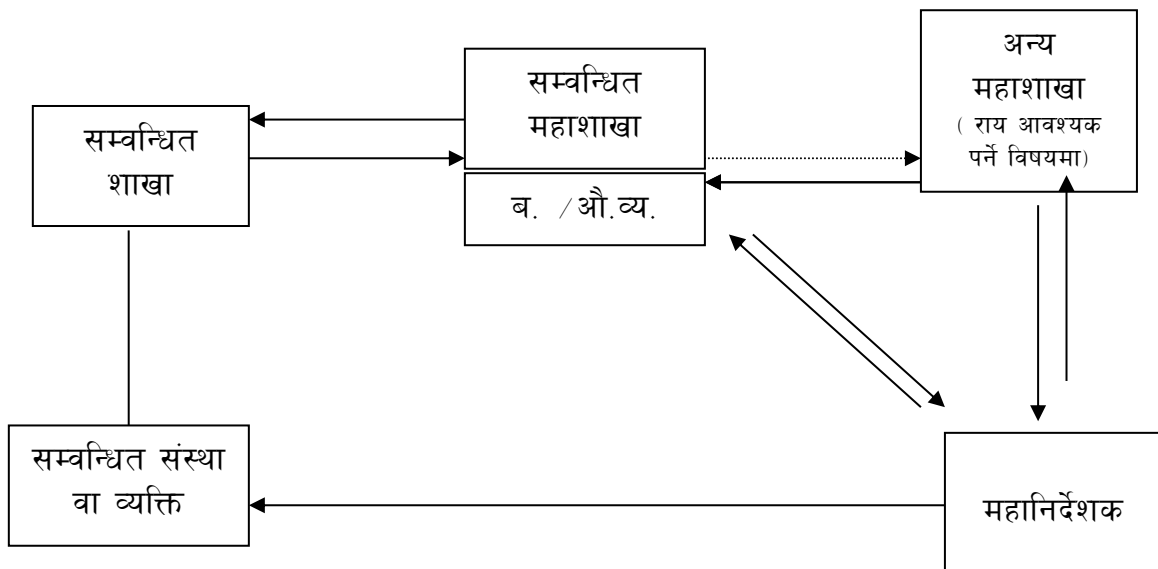 सम्वन्धित
शाखा
सम्वन्धित
महाशाखा
ब. /औ.व्य.
अन्य
महाशाखा
( राय आवश्यक
पर्ने विषयमा)
सम्वन्धित संस्था
वा व्यक्ति
महानिर्देशक